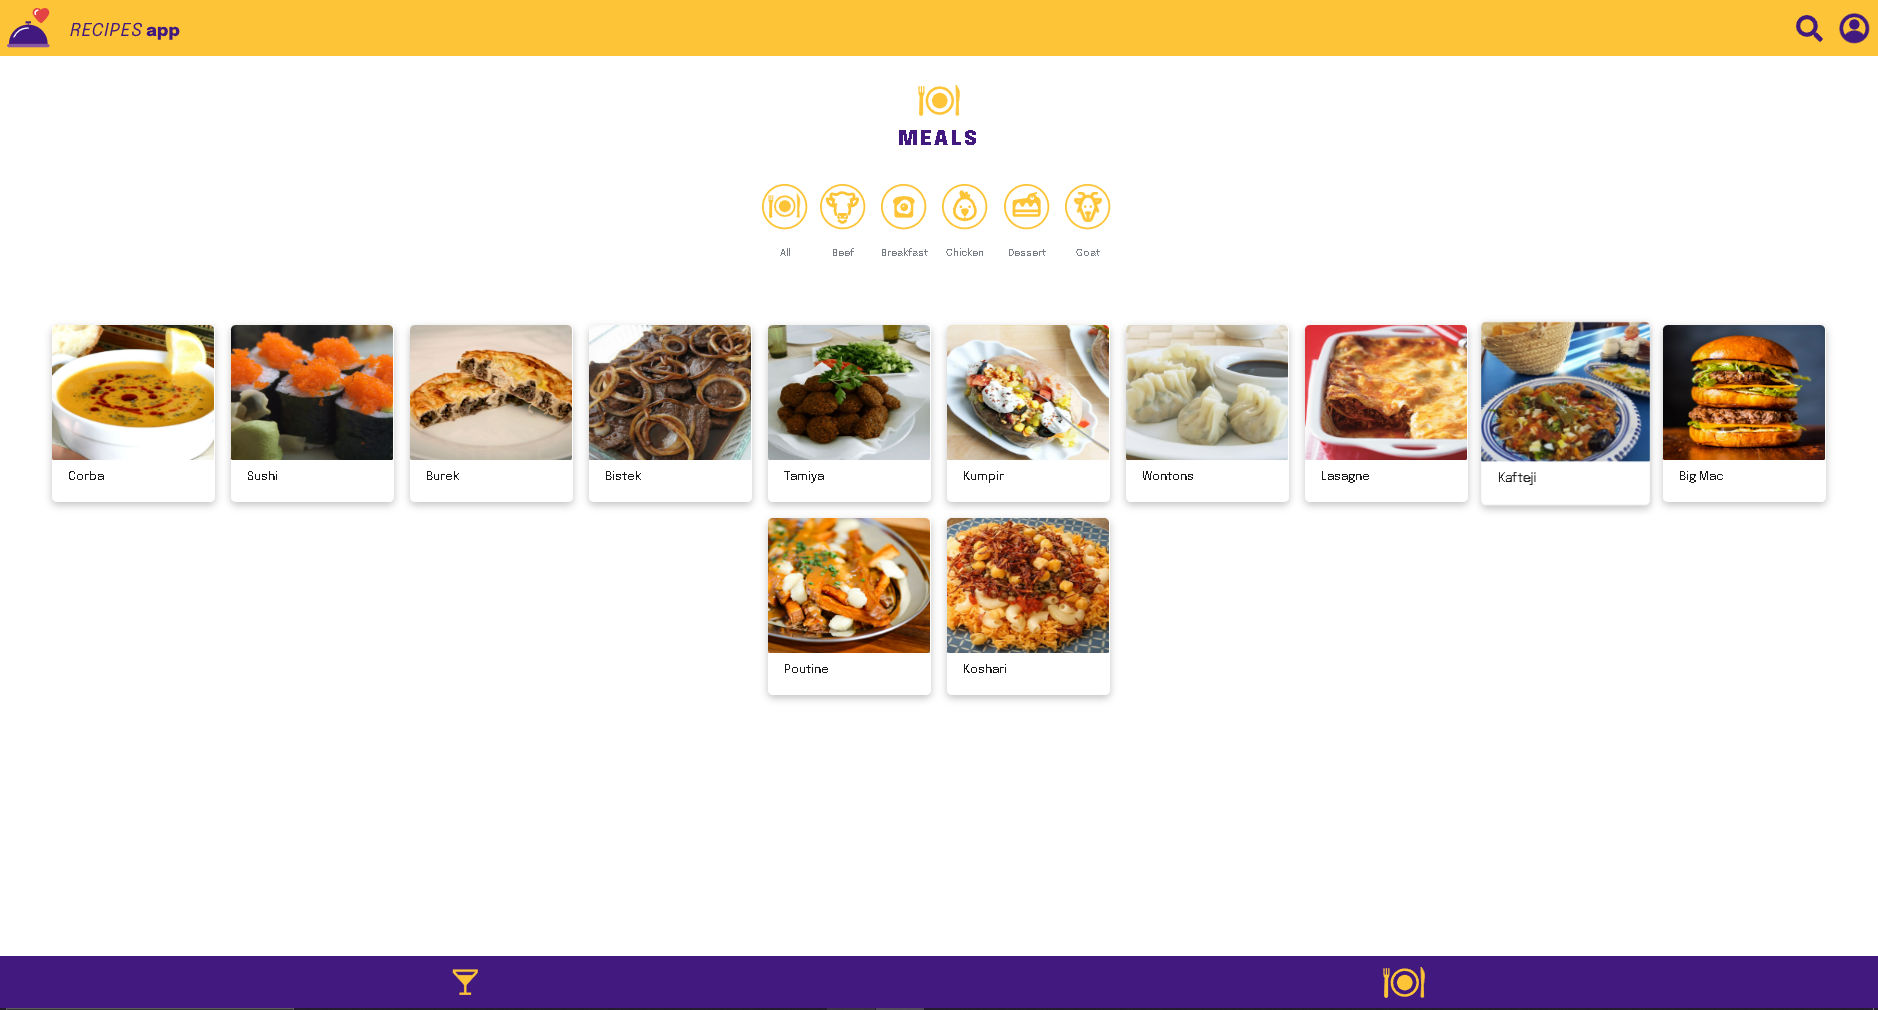 RECIPES app
MEALS
All
Beef
Breakfast
Chicken
Dessert
Goat
Corba
Sushi
Burek
Bistek
Tamiya
Kumpir
Wontons
Lasagne
Kafteji
Big Mac
Poutine
Koshari